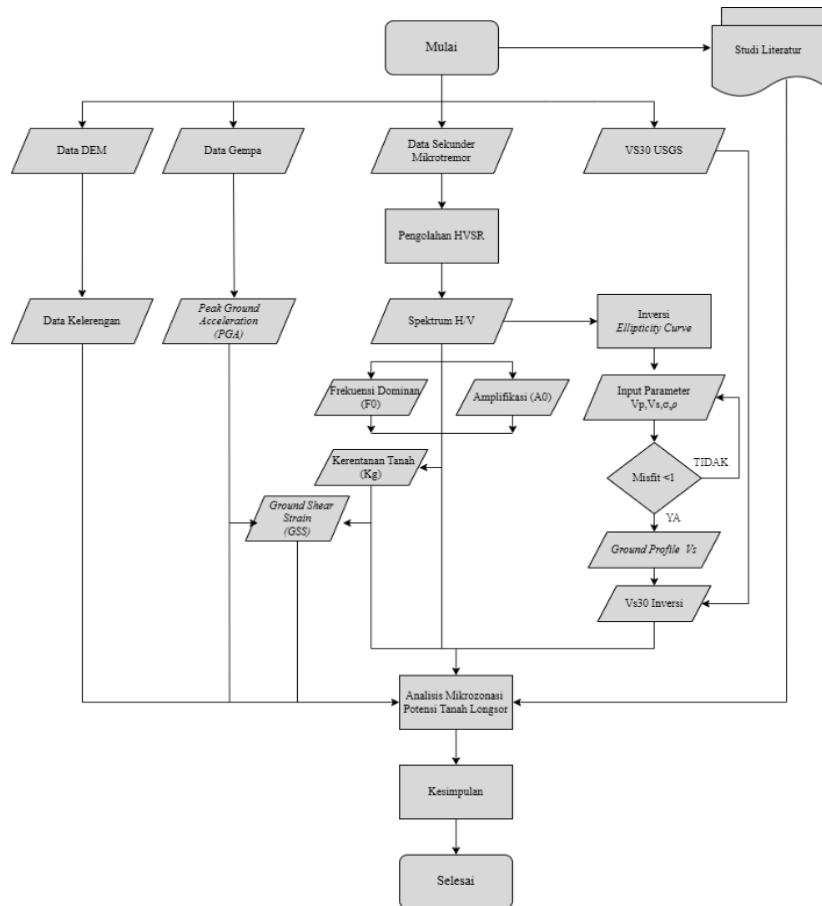 Mulai
Studi Literatur
Data DEM
Data Gempa
Data Sekunder
Mikrotremor
VS30 USGS
Pengolahan HVSR
Data Kelerengan
Peak Ground
Acceleration
(PGA)
Spektrum H/V
Inversi
Ellipticity Curve
Frekuensi Dominan
(F0)
Amplifikasi (A0)
Input Parameter
Vp,Vs,σ,ρ
Kerentanan Tanah
(Kg)
Misfit <1
TIDAK
Ground Shear
Strain
(GSS)
YA
Ground Profile Vs
Vs30 Inversi
Analisis Mikrozonasi
Potensi Tanah Longsor
Kesimpulan
Selesai